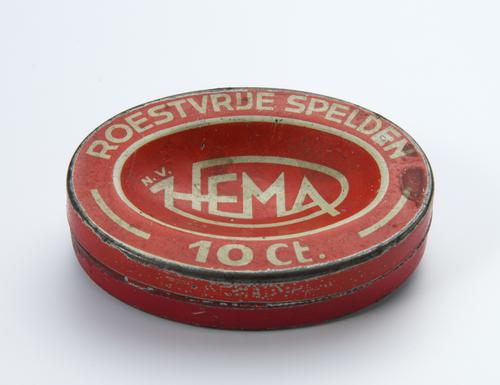 ROESTVRIJE SPELDEN
N.V. HEMA
10 Ct.